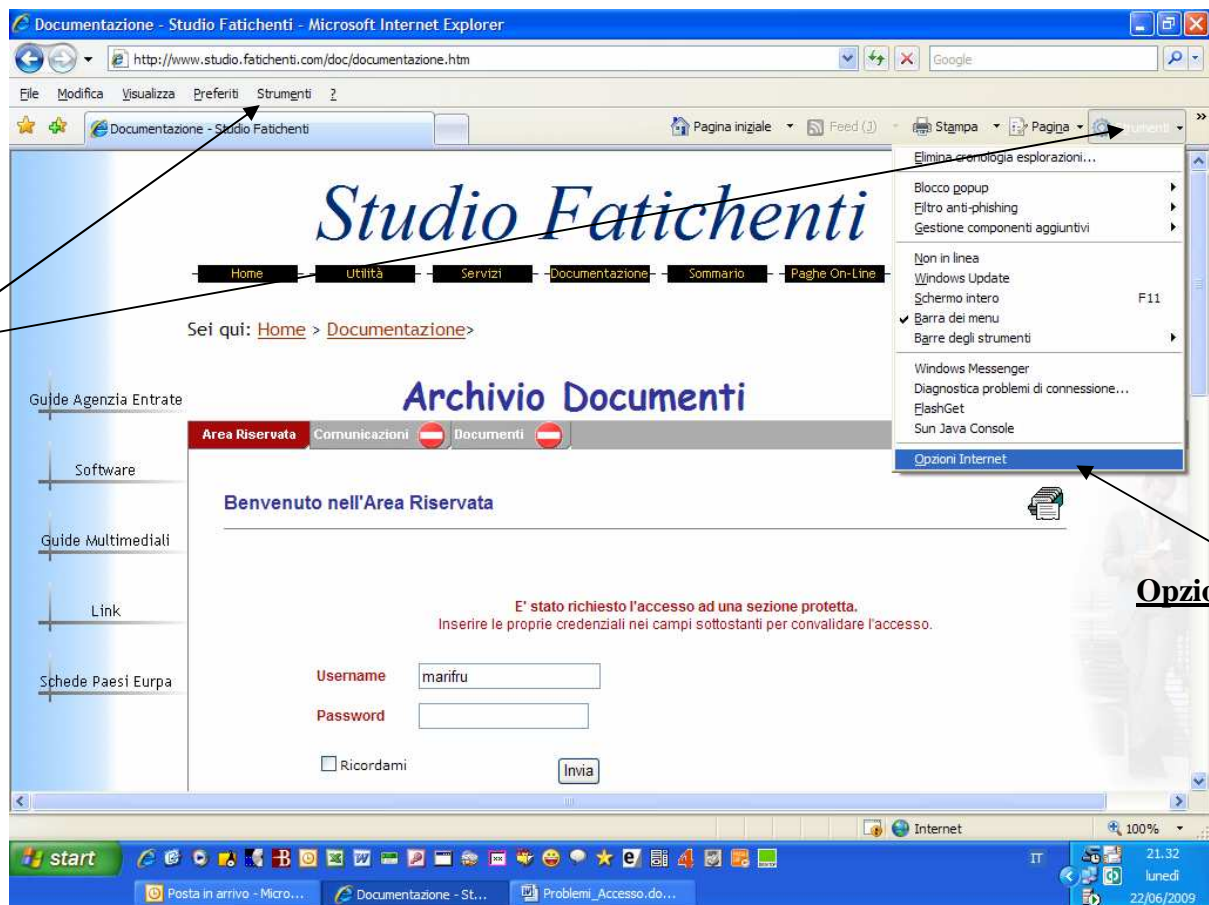 Documentazione - Studio Fatichenti - Microsoft Internet Explorer
http://www.studio.fatichenti.com/doc/documentazione.htm
Google
File Modifica Visualizza Preferiti Strumenti ?
Documentazione - Studio Fatichenti
Pagina iniziale Feed (J) Stampa Pagina Strumenti »
Elimina cronologia esplorazioni...
Blocco popup
Filtro anti-phishing
Gestione componenti aggiuntivi
Non in linea
Windows Update
Schermo intero F11
Barra dei menu
Barre degli strumenti
Windows Messenger
Diagnostica problemi di connessione...
FlashGet
Sun Java Console
Opzioni Internet
Studio Fatichenti
Home Utilità Servizi Documentazione Sommario Paghe On-Line
Sei qui: Home > Documentazione>
Archivio Documenti
Guide Agenzia Entrate
Software
Guide Multimediali
Link
Schede Paesi Eurpa
Area Riservata Comunicazioni Documenti
Benvenuto nell'Area Riservata
Opzio
E' stato richiesto l'accesso ad una sezione protetta.
Inserire le proprie credenziali nei campi sottostanti per convalidare l'accesso.
Username marifru
Password
Ricordami
Invia
Internet 100%
start
IT
21.32
lunedì
22/06/2009
Posta in arrivo - Micro... Documentazione - St... Problemi_Accesso.do...